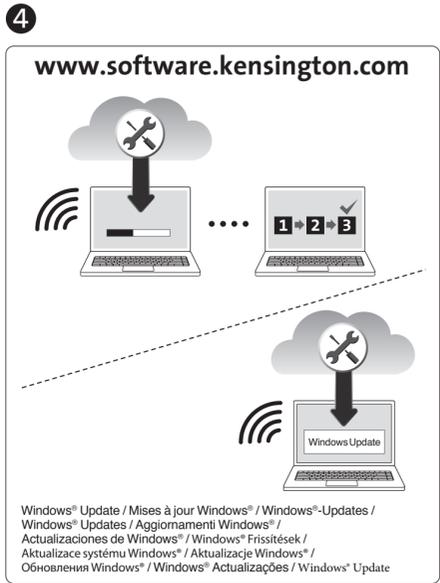 4
www.software.kensington.com
1 2 3
Windows Update
Windows® Update / Mises à jour Windows® / Windows®-Updates /
Windows® Updates / Aggiornamenti Windows® /
Actualizaciones de Windows® / Windows® Frissítések /
Aktualizace systému Windows® / Aktualizacje Windows® /
Обновления Windows® / Windows® Actualizações / Windows® Update